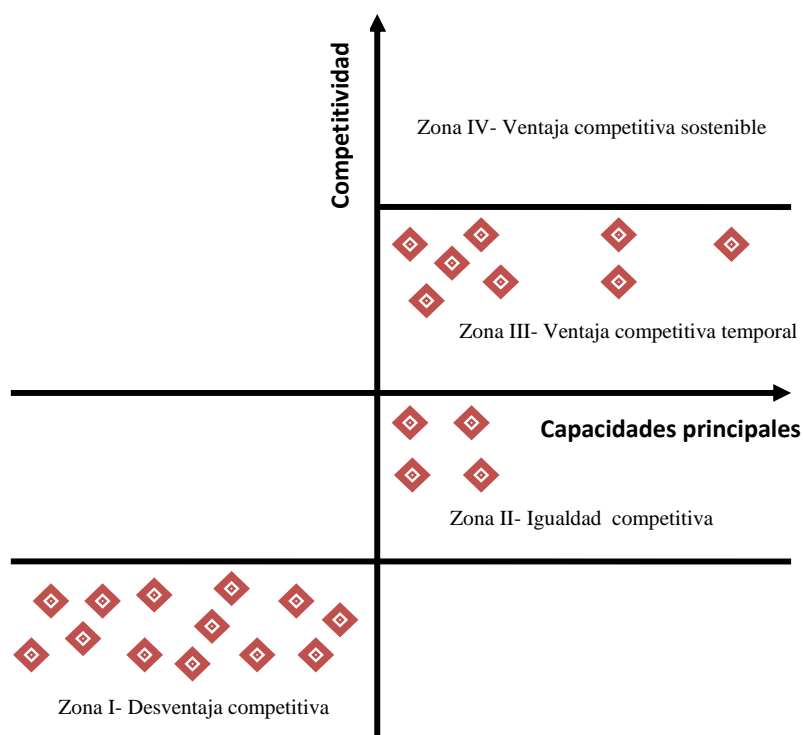 Competitividad
Zona IV- Ventaja competitiva sostenible
Zona III- Ventaja competitiva temporal
Capacidades principales
Zona II- Igualdad  competitiva
Zona I- Desventaja competitiva